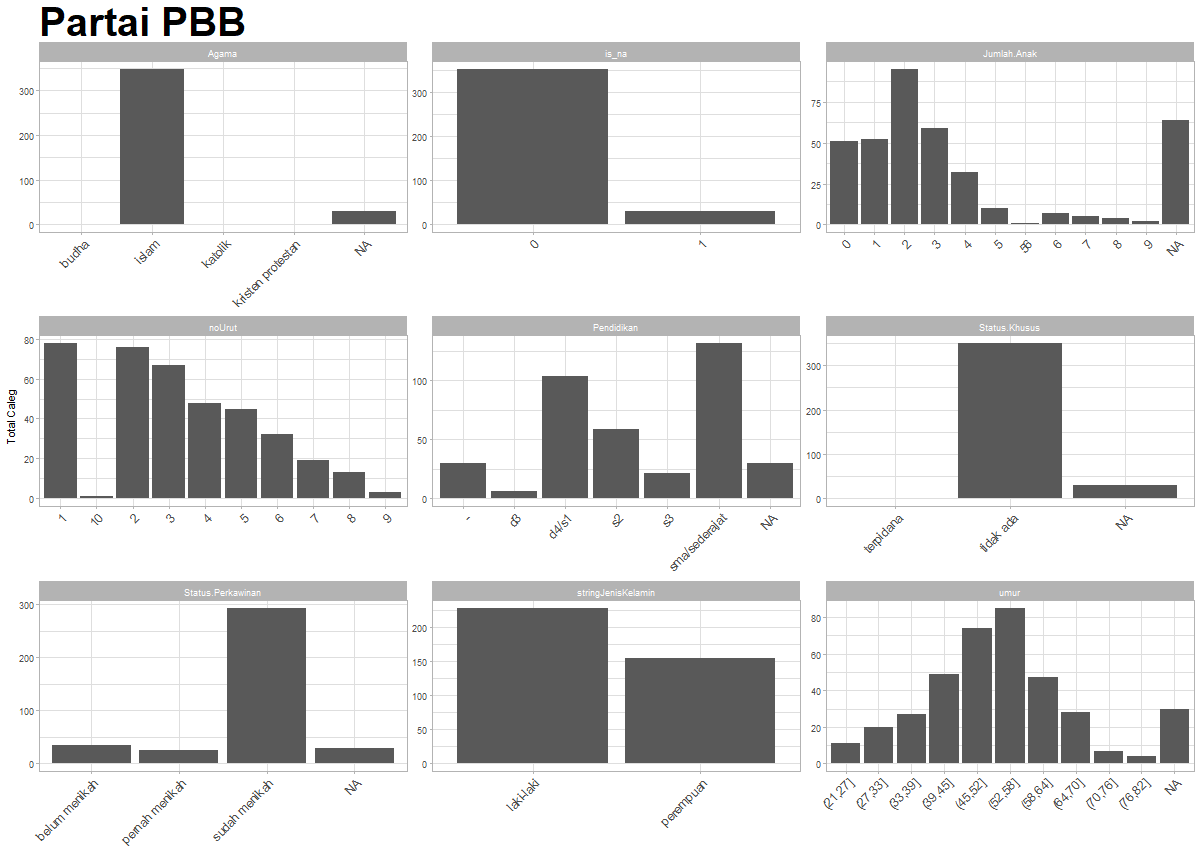 Partai PBB
Agama
is_na
Jumlah.Anak
300
200
100
0
budha
islam
katolik
kristen protestan
NA
300
200
100
0
0
1
75
50
25
0
0
1
2
3
4
5
56
6
7
8
9
NA
noUrut
Pendidikan
Status.Khusus
Total Caleg
80
60
40
20
0
1
10
2
3
4
5
6
7
8
9
100
50
0
-
d3
d4/s1
s2
s3
sma/sederajat
NA
300
200
100
0
terpidana
tidak ada
NA
Status.Perkawinan
stringJenisKelamin
umur
300
200
100
0
belum menikah
pernah menikah
sudah menikah
NA
200
150
100
50
0
laki-laki
perempuan
80
60
40
20
0
(21,27]
(27,33]
(33,39]
(39,45]
(45,52]
(52,58]
(58,64]
(64,70]
(70,76]
(76,82]
NA